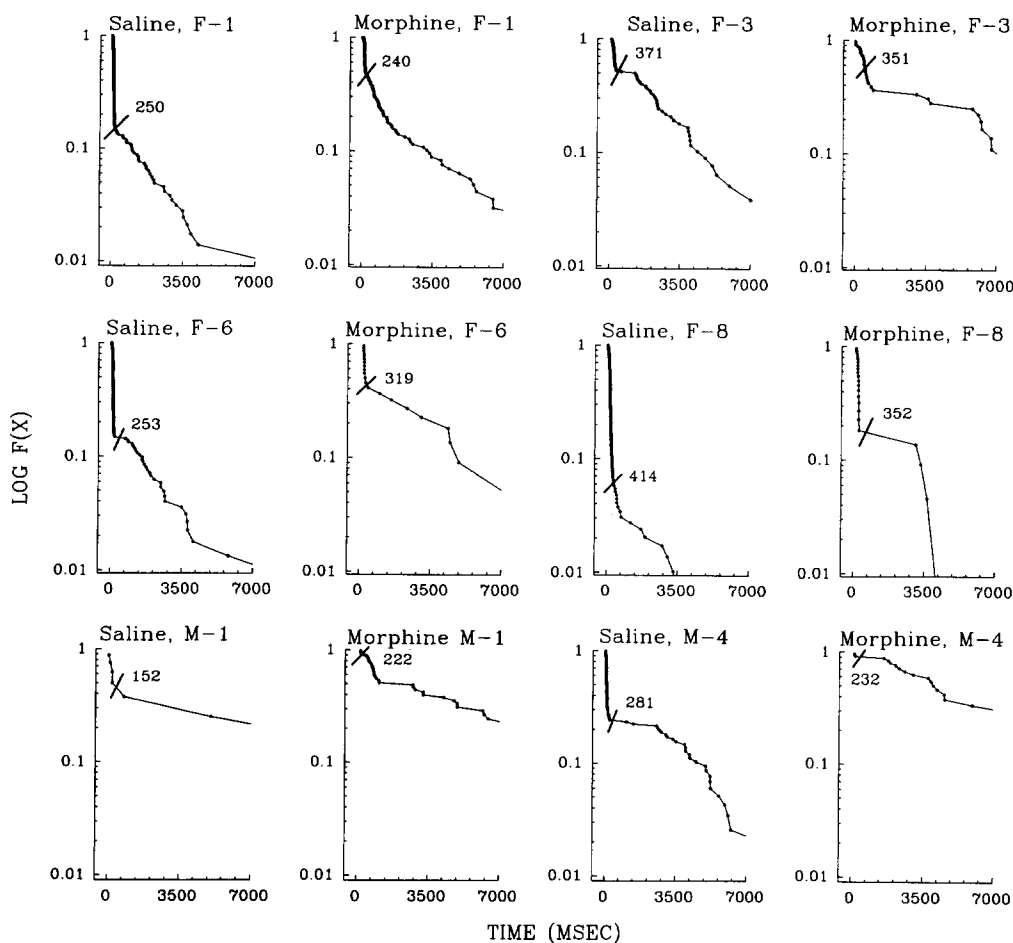 Saline, F-1
Morphine, F-1
Saline, F-3
Morphine, F-3
1
0.1
0.01
250
0 3500 7000
1
0.1
0.01
240
0 3500 7000
1
0.1
0.01
371
0 3500 7000
1
0.1
0.01
351
0 3500 7000
LOG F(X)
Saline, F-6
Morphine, F-6
Saline, F-8
Morphine, F-8
1
0.1
0.01
253
0 3500 7000
1
0.1
0.01
319
0 3500 7000
1
0.1
0.01
414
0 3500 7000
1
0.1
0.01
352
0 3500 7000
Saline, M-1
Morphine M-1
Saline, M-4
Morphine, M-4
1
0.1
0.01
152
0 3500 7000
1
0.1
0.01
222
0 3500 7000
1
0.1
0.01
281
0 3500 7000
1
0.1
0.01
232
0 3500 7000
TIME (MSEC)